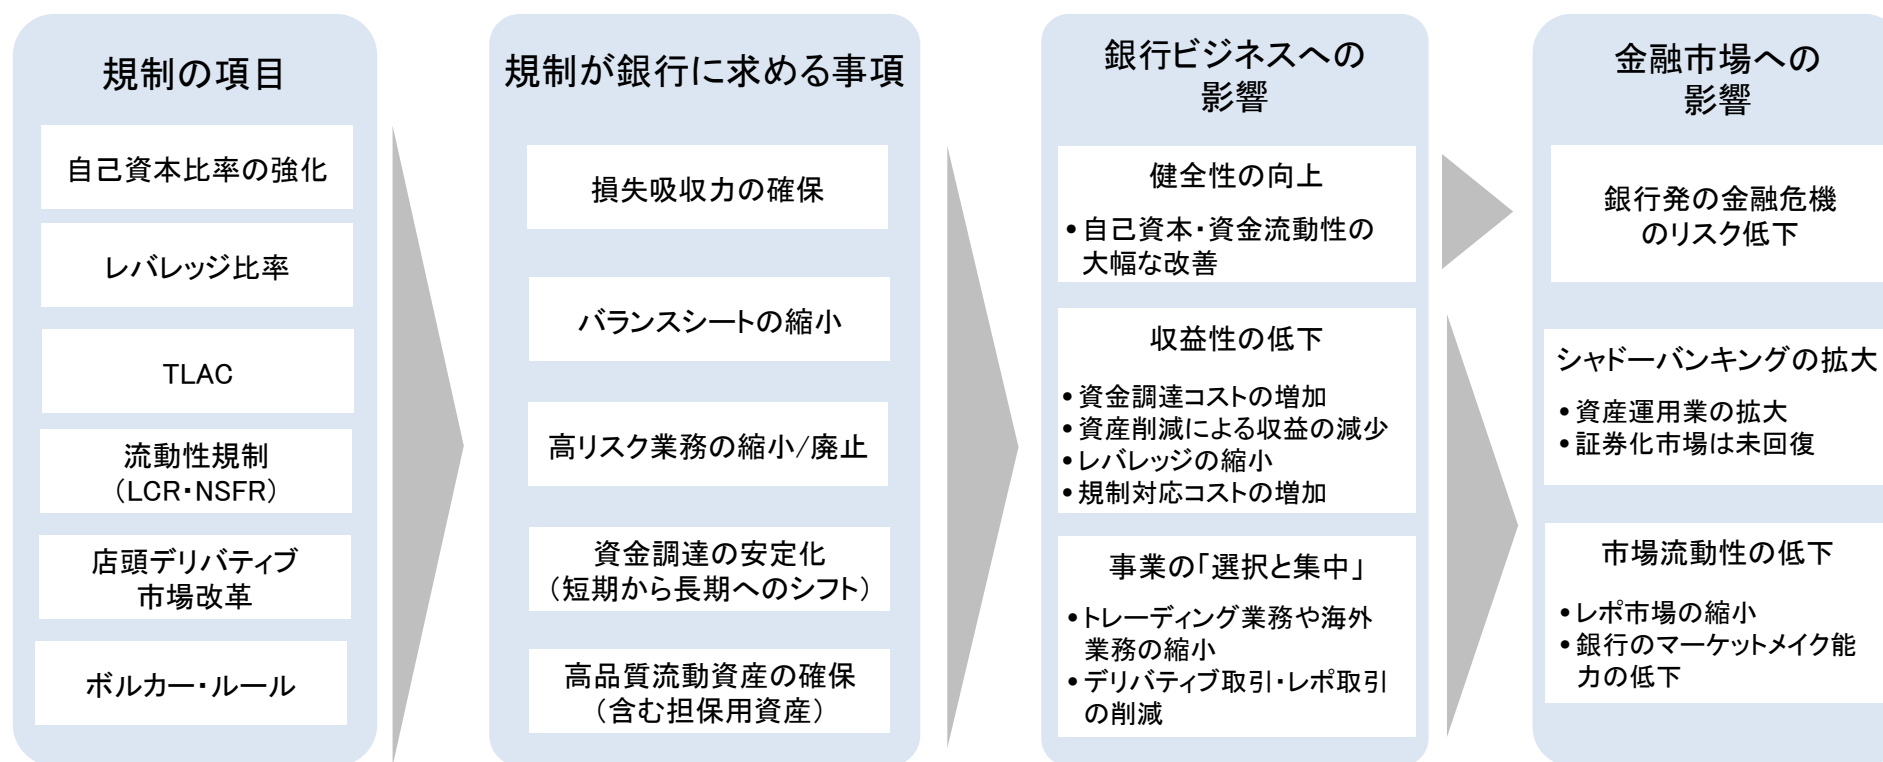 規制の項目
自己資本比率の強化
レバレッジ比率
TLAC
流動性規制
（LCR・NSFR）
店頭デリバティブ
市場改革
ボルカー・ルール
規制が銀行に求める事項
損失吸収力の確保
バランスシートの縮小
高リスク業務の縮小/廃止
資金調達の安定化
（短期から長期へのシフト）
高品質流動資産の確保
（含む担保用資産）
銀行ビジネスへの
影響
健全性の向上
•自己資本・資金流動性の
大幅な改善
収益性の低下
•資金調達コストの増加
•資産削減による収益の減少
•レバレッジの縮小
•規制対応コストの増加
事業の「選択と集中」
•トレーディング業務や海外
業務の縮小
•デリバティブ取引・レポ取引
の削減
金融市場への
影響
銀行発の金融危機
のリスク低下
シャドーバンキングの拡大
•資産運用業の拡大
•証券化市場は未回復
市場流動性の低下
•レポ市場の縮小
•銀行のマーケットメイク能
力の低下